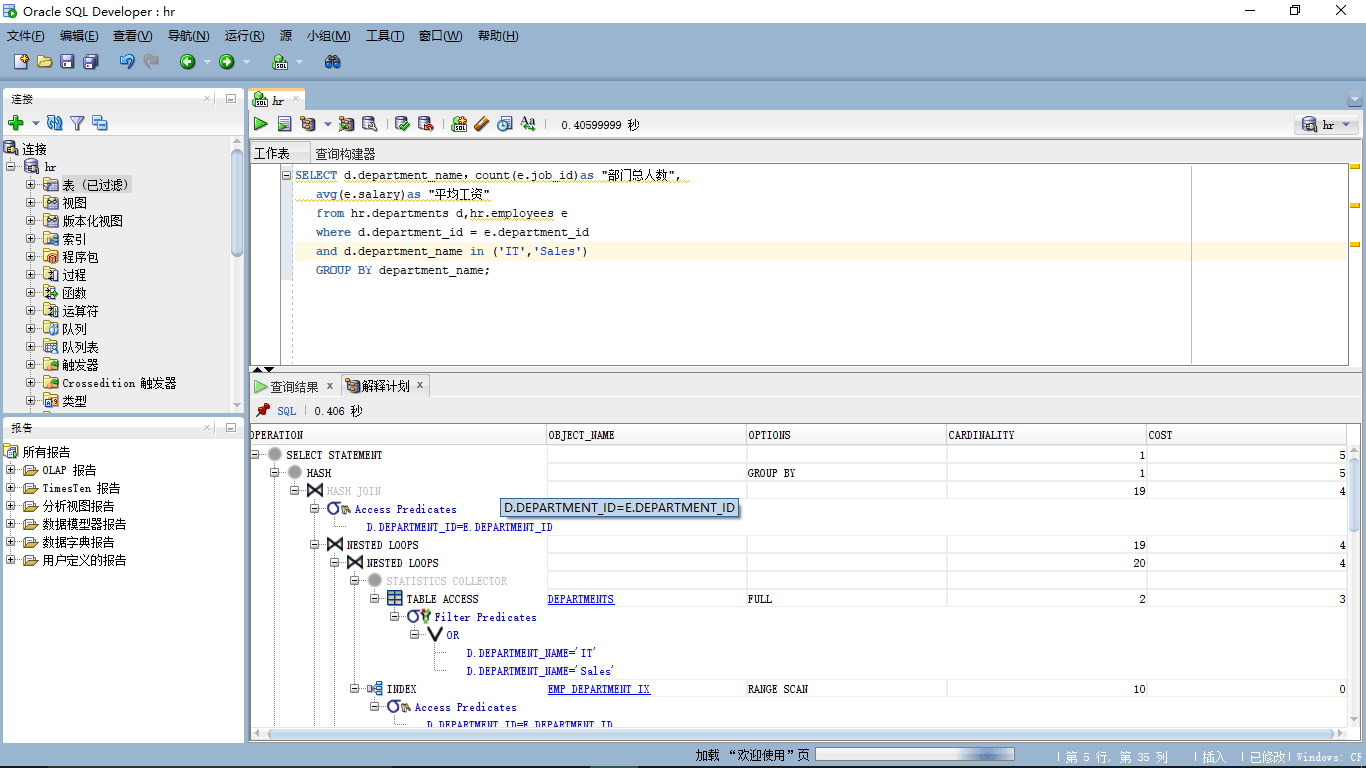 Oracle SQL Developer : hr
文件(F) 编辑(E) 查看(V) 导航(N) 运行(R) 源 小组(M) 工具(T) 窗口(W) 帮助(H)
连接
连接
hr
表 (已过滤)
视图
版本化视图
索引
程序包
过程
函数
运算符
队列
队列表
触发器
Crossedition 触发器
类型
报告
所有报告
OLAP 报告
TimesTen 报告
分析视图报告
数据模型器报告
数据字典报告
用户定义的报告
hr
0.40599999 秒
hr
工作表 查询构建器
SELECT d.department_name，count(e.job_id)as "部门总人数",
avg(e.salary)as "平均工资"
from hr.departments d,hr.employees e
where d.department_id = e.department_id
and d.department_name in ('IT','Sales')
GROUP BY department_name;
查询结果 x 解释计划 x
SQL | 0.406 秒
OPERATION OBJECT_NAME OPTIONS CARDINALITY COST
SELECT STATEMENT 1 5
HASH GROUP BY 1 5
HASH JOIN 19 4
Access Predicates
D.DEPARTMENT_ID=E.DEPARTMENT_ID
D.DEPARTMENT_ID=E.DEPARTMENT_ID
NESTED LOOPS 19 4
NESTED LOOPS 20 4
STATISTICS COLLECTOR
TABLE ACCESS DEPARTMENTS FULL 2 3
Filter Predicates
OR
D.DEPARTMENT_NAME='IT'
D.DEPARTMENT_NAME='Sales'
INDEX EMP_DEPARTMENT_IX RANGE SCAN 10 0
Access Predicates
D.DEPARTMENT_ID=E.DEPARTMENT_ID
加载 “欢迎使用”页
第 5 行, 第 35 列 | 插入 | 已修改 | Windows: CR